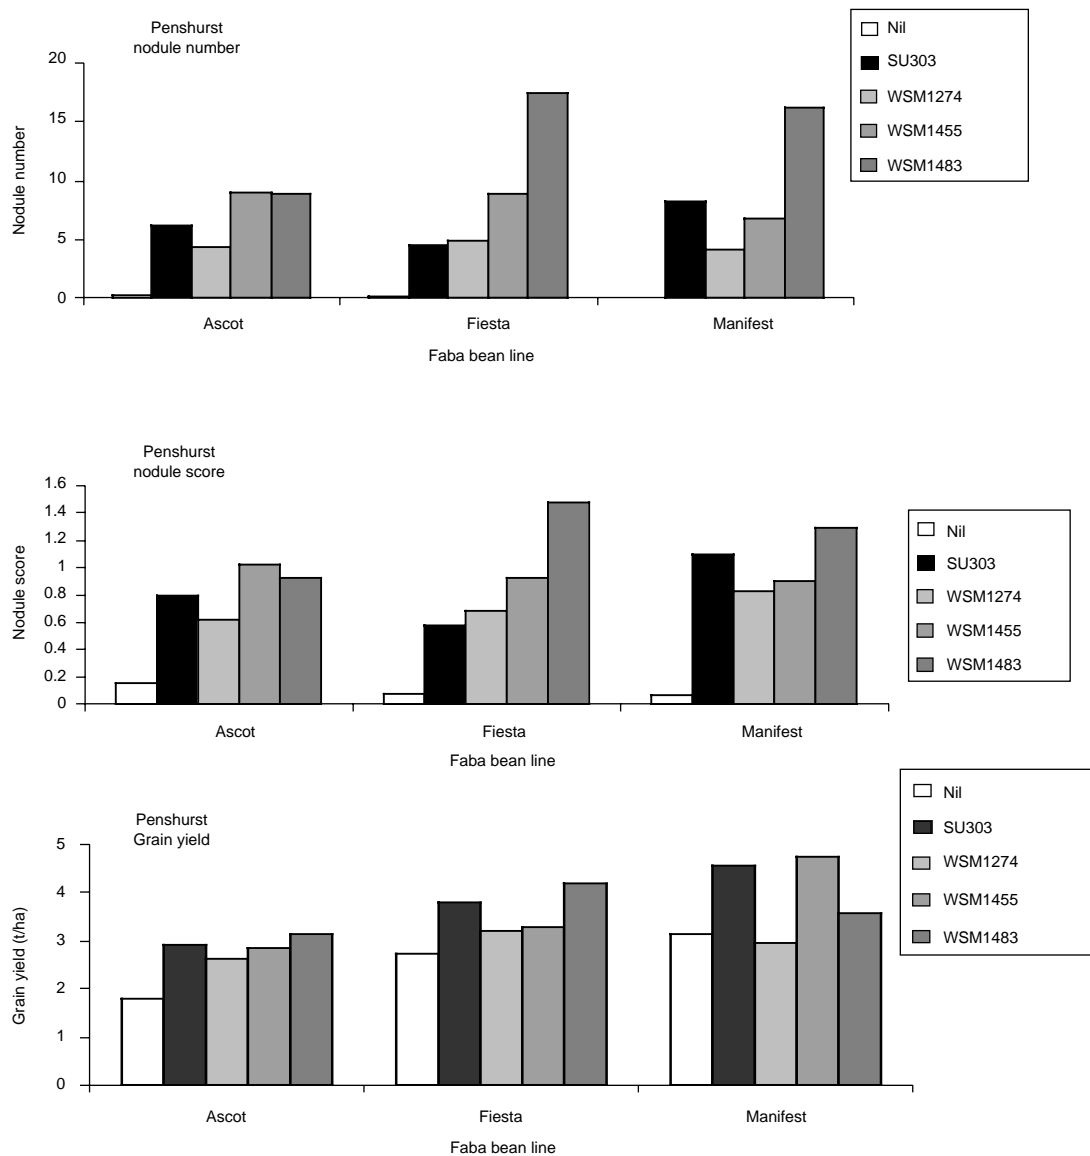 Penshurst
nodule number
Nodule number
20
15
10
5
0
Ascot
Fiesta
Manifest
Faba bean line
Nil
SU303
WSM1274
WSM1455
WSM1483
Penshurst
nodule score
Nodule score
1.6
1.4
1.2
1
0.8
0.6
0.4
0.2
0
Ascot
Fiesta
Manifest
Faba bean line
Nil
SU303
WSM1274
WSM1455
WSM1483
Penshurst
Grain yield
Grain yield (t/ha)
5
4
3
2
1
0
Ascot
Fiesta
Manifest
Faba bean line
Nil
SU303
WSM1274
WSM1455
WSM1483